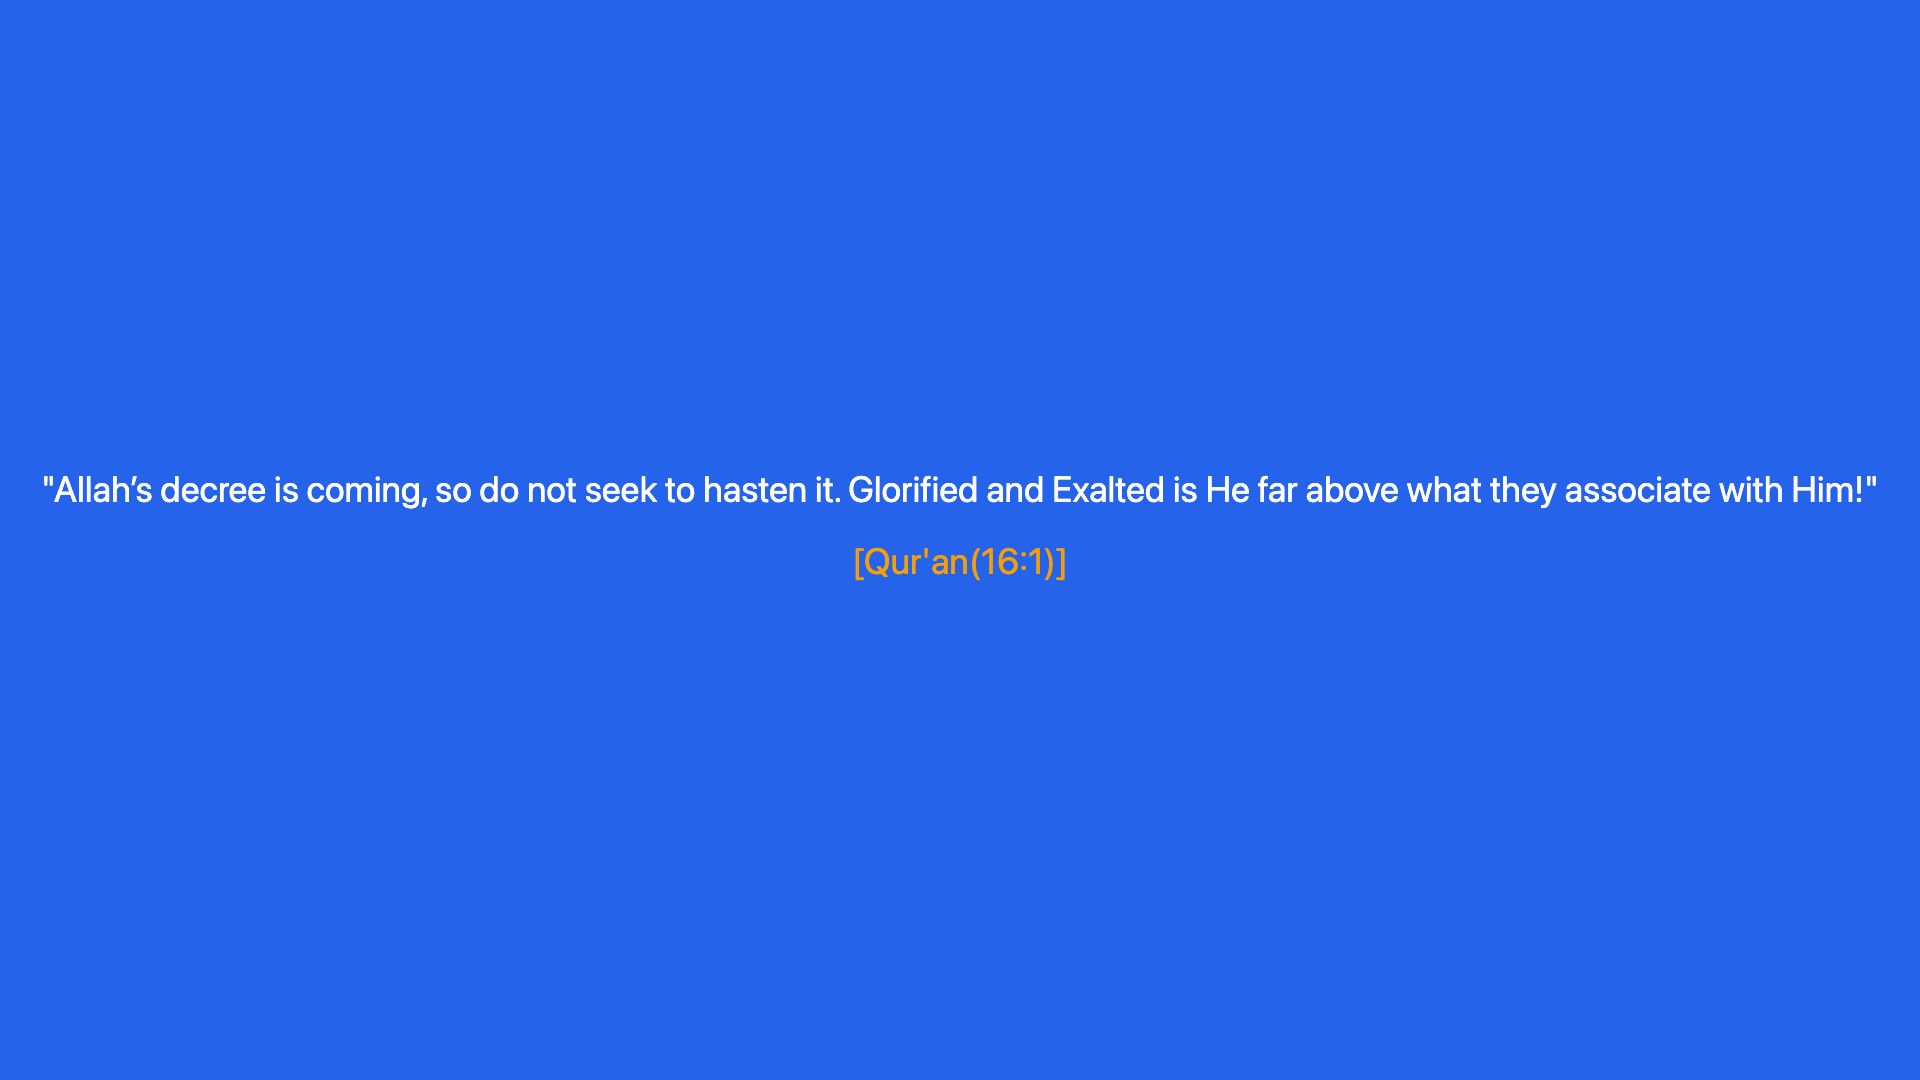 "Allah’s decree is coming, so do not seek to hasten it. Glorified and Exalted is He far above what they associate with Him!"
[Qur'an(16:1)]